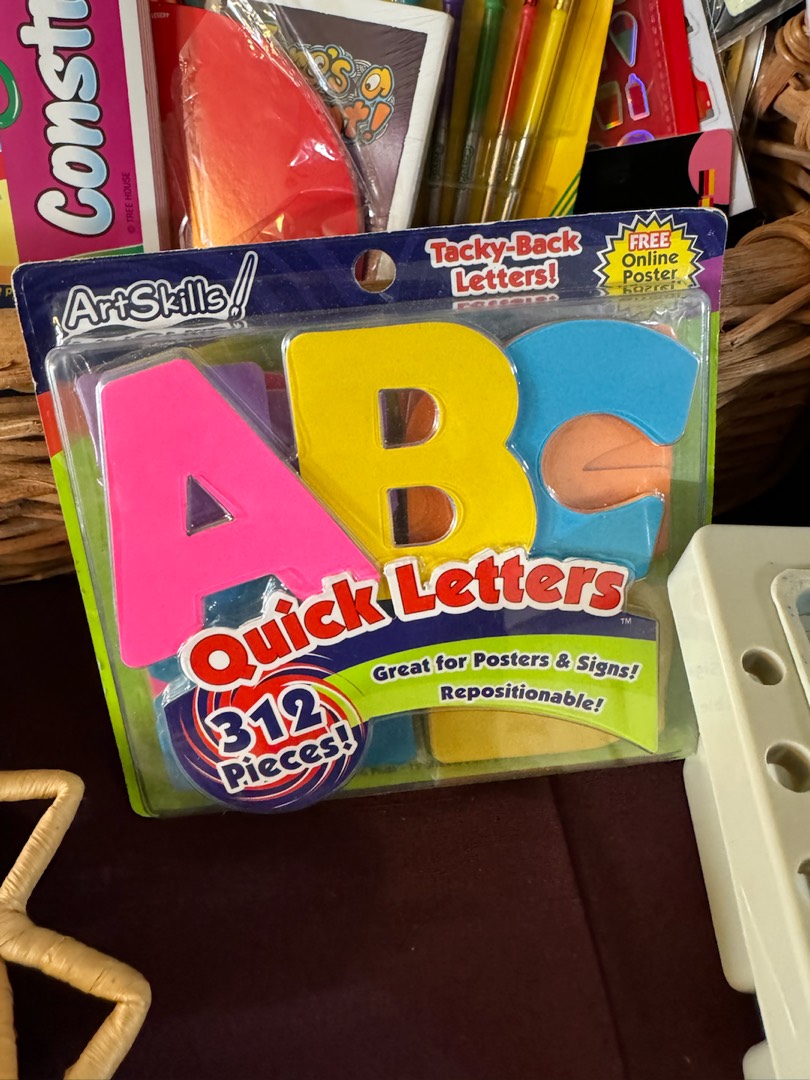 Const
© TREE HOUSE
ArtSkills
Tacky-Back
Letters!
FREE
Online
Poster
ABC
Quick Letters™
Great for Posters & Signs!
Repositionable!
312
Pieces!